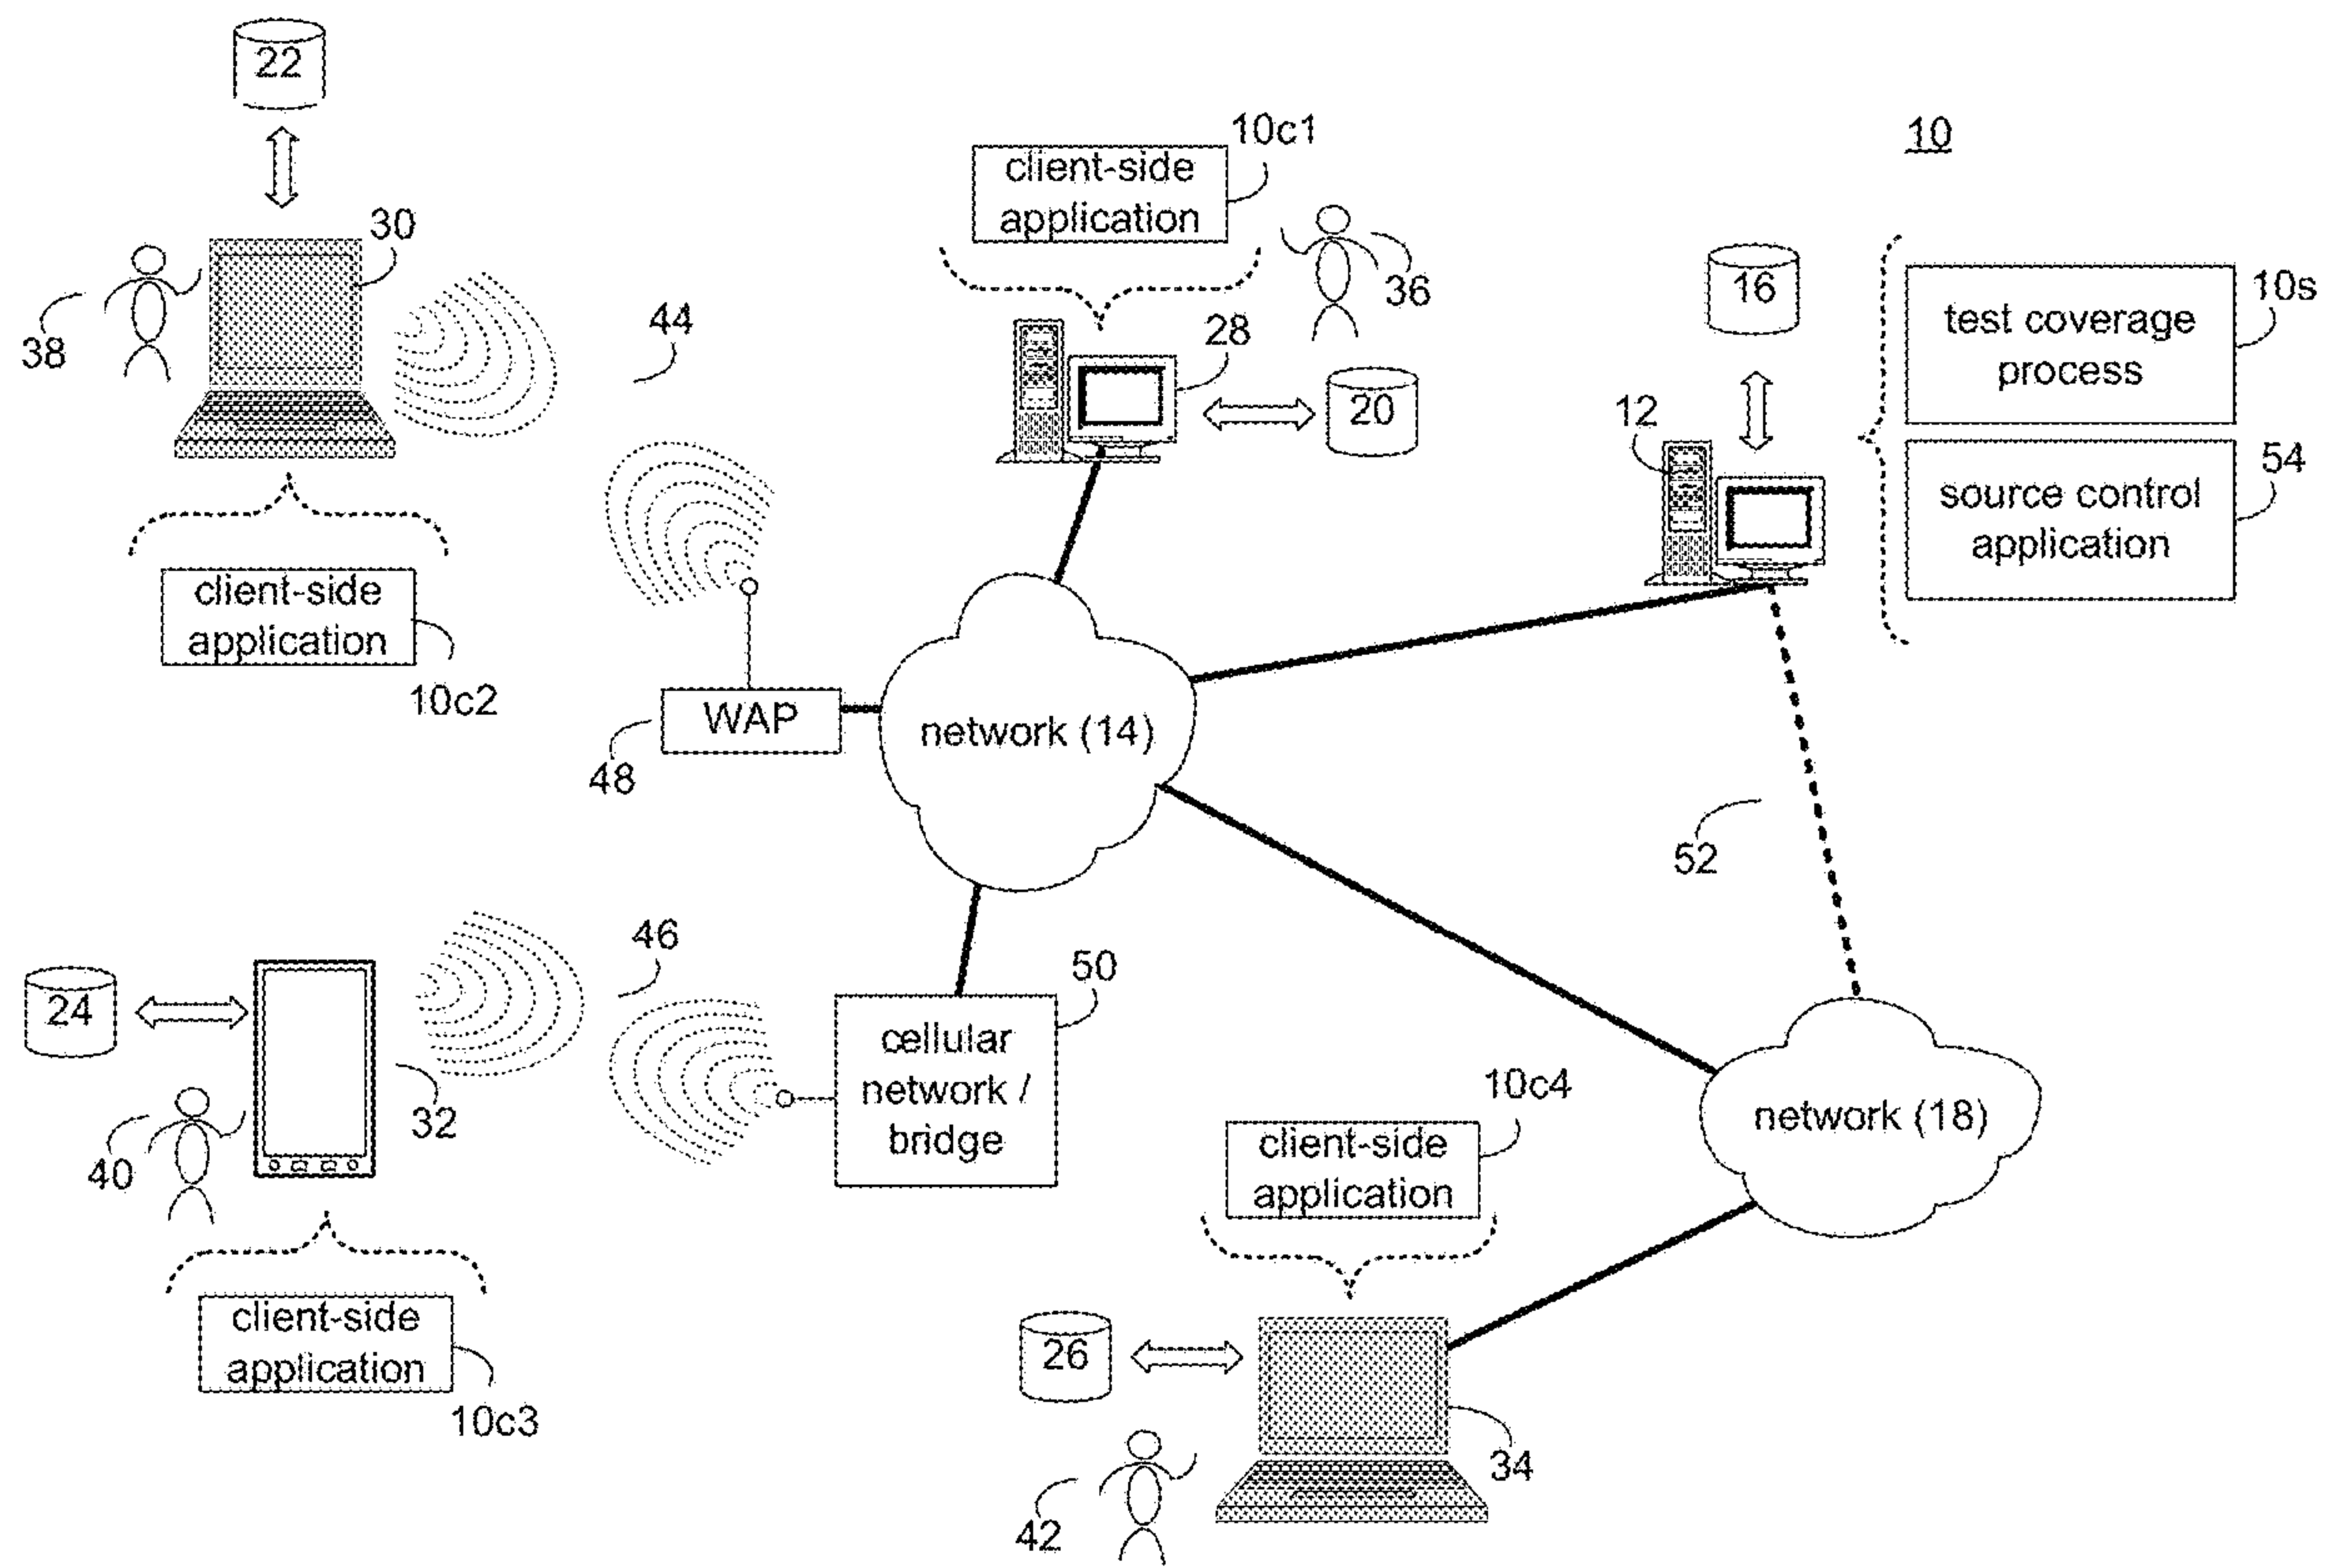 22
10c1
client-side
application
10
30
36
16
10s
test coverage
process
38
44
28
20
12
54
source control
application
client-side
application
10c2
WAP
48
network (14)
52
46
50
24
cellular
network /
bridge
32
40
10c4
client-side
application
network (18)
client-side
application
10c3
26
34
42